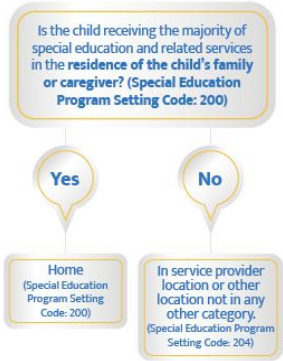 Is the child receiving the majority of
special education and related services
in the residence of the child's family
or caregiver? (Special Education
Program Setting Code: 200)
Yes
No
Home
(Special Education
Program Setting
Code: 200)
In service provider
location or other
location not in any
other category.
(Special Education Program
Setting Code: 204)